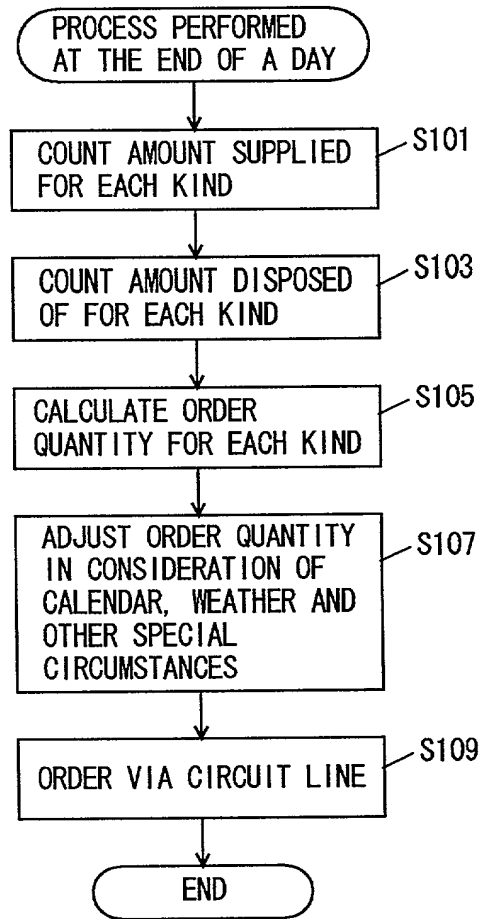 PROCESS PERFORMED
AT THE END OF A DAY
COUNT AMOUNT SUPPLIED
FOR EACH KIND
S101
COUNT AMOUNT DISPOSED
OF FOR EACH KIND
S103
CALCULATE ORDER
QUANTITY FOR EACH KIND
S105
ADJUST ORDER QUANTITY
IN CONSIDERATION OF
CALENDAR, WEATHER AND
OTHER SPECIAL
CIRCUMSTANCES
S107
ORDER VIA CIRCUIT LINE
S109
END